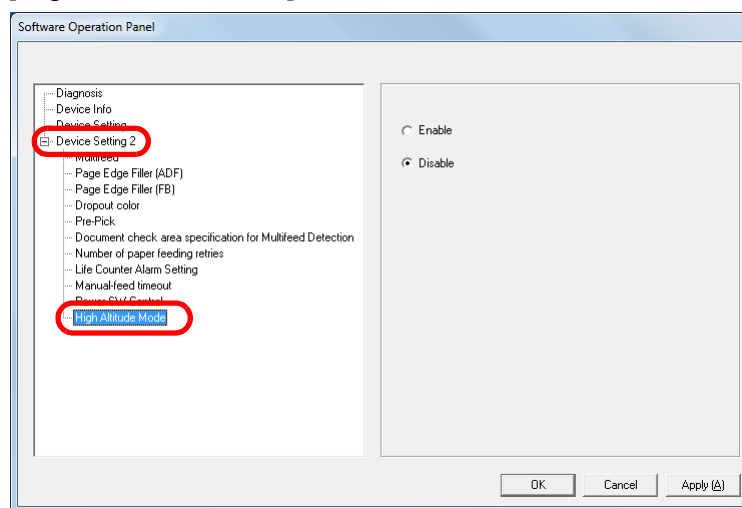 Software Operation Panel
Diagnosis
Device Info
Device Setting
Device Setting 2
Multifeed
Page Edge Filler (ADF)
Page Edge Filler (FB)
Dropout color
Pre-Pick
Document check area specification for Multifeed Detection
Number of paper feeding retries
Life Counter Alarm Setting
Manual-feed timeout
Power SW Control
High Altitude Mode
Enable
Disable
OK
Cancel
Apply (A)